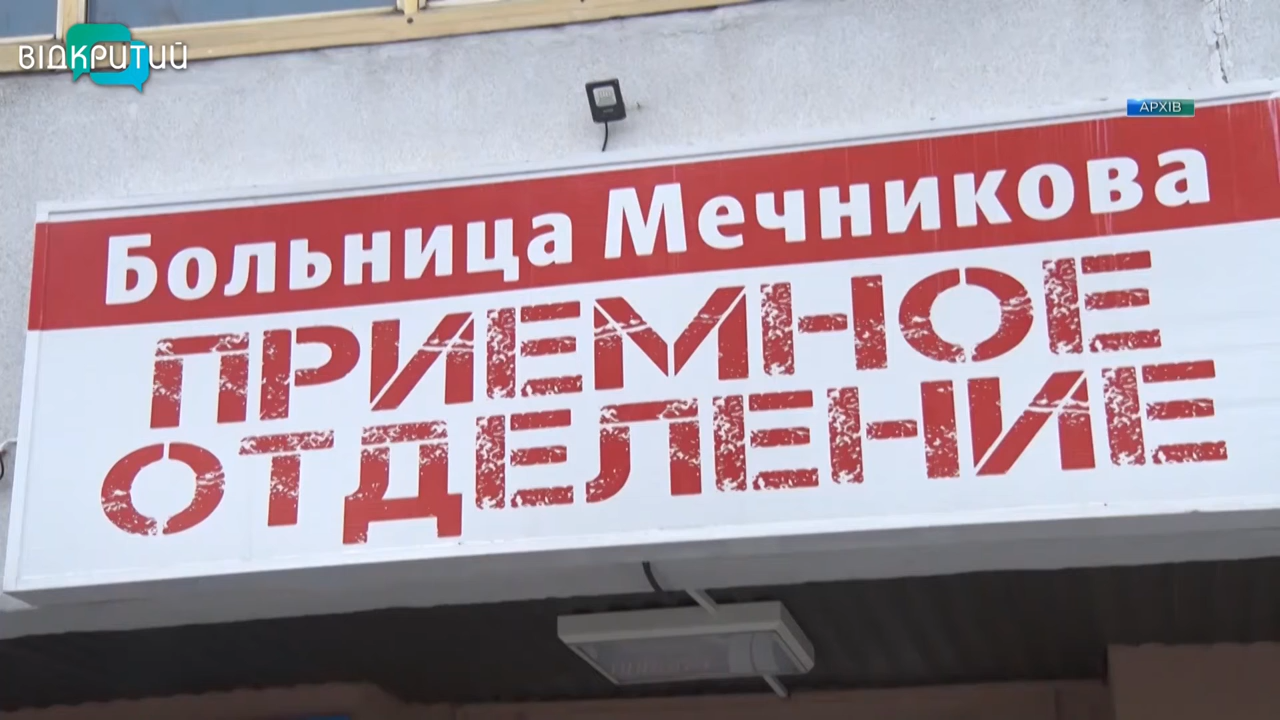 ВІДКРИТИЙ
АРХІВ
Больница Мечникова
ПРИЕМНОЕ
ОТДЕЛЕНИЕ